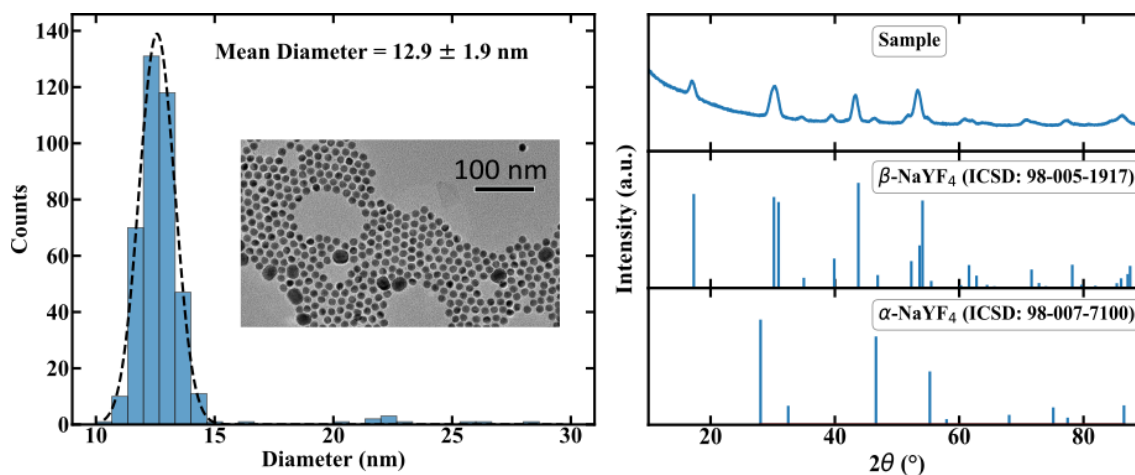 140
120
100
80
60
40
20
0
Counts
Mean Diameter = 12.9 ± 1.9 nm
100 nm
10
15
20
25
30
Diameter (nm)
Sample
β-NaYF₄ (ICSD: 98-005-1917)
α-NaYF₄ (ICSD: 98-007-7100)
Intensity (a.u.)
20
40
60
80
2θ (°)